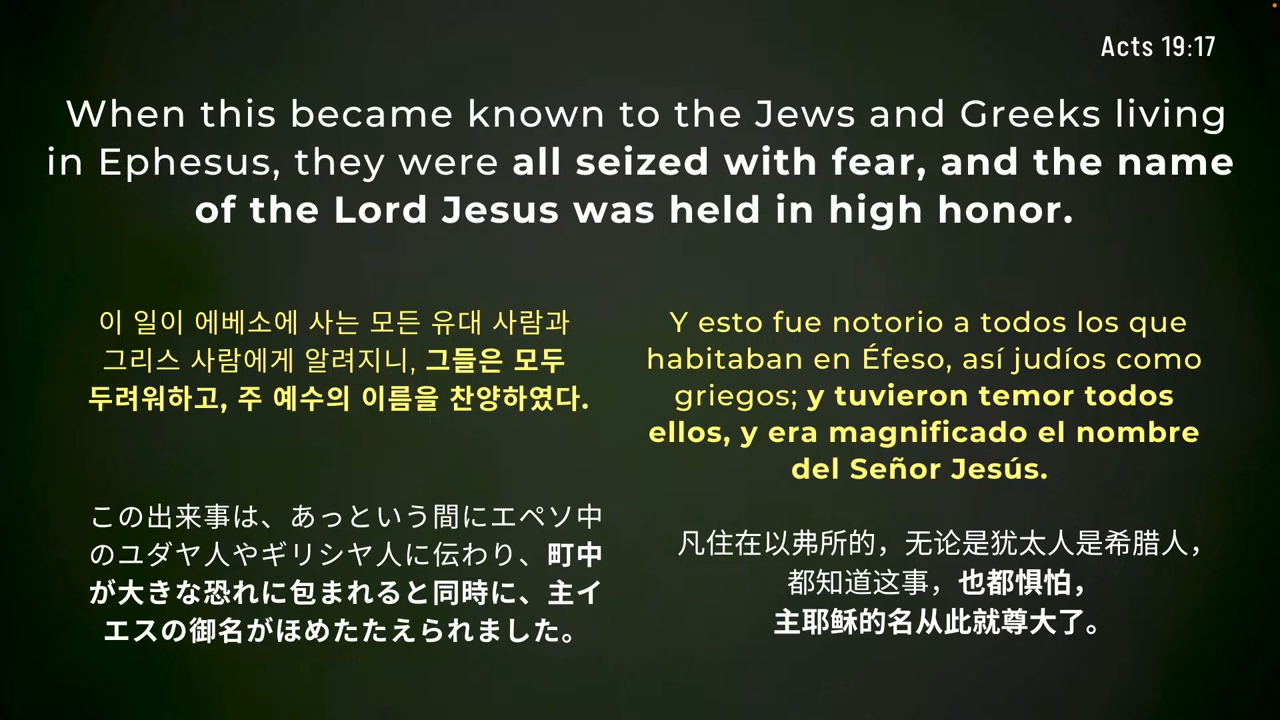 Acts 19:17
When this became known to the Jews and Greeks living
in Ephesus, they were all seized with fear, and the name
of the Lord Jesus was held in high honor.
이 일이 에베소에 사는 모든 유대 사람과
그리스 사람에게 알려지니, 그들은 모두
두려워하고, 주 예수의 이름을 찬양하였다.
Y esto fue notorio a todos los que
habitaban en Éfeso, así judíos como
griegos; y tuvieron temor todos
ellos, y era magnificado el nombre
del Señor Jesús.
この出来事は、あっという間にエペソ中
のユダヤ人やギリシヤ人に伝わり、町中
が大きな恐れに包まれると同時に、主イ
エスの御名がほめたたえられました。
凡住在以弗所的，无论是犹太人是希腊人，
都知道这事，也都惧怕，
主耶稣的名从此就尊大了。